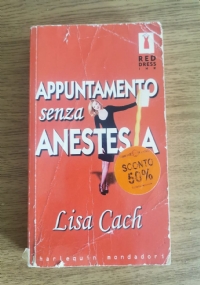 RED
DRESS
INK
APPUNTAMENTO
senza
ANESTESIA
SCONTO
50%
Lisa Cach
harlequin mondadori